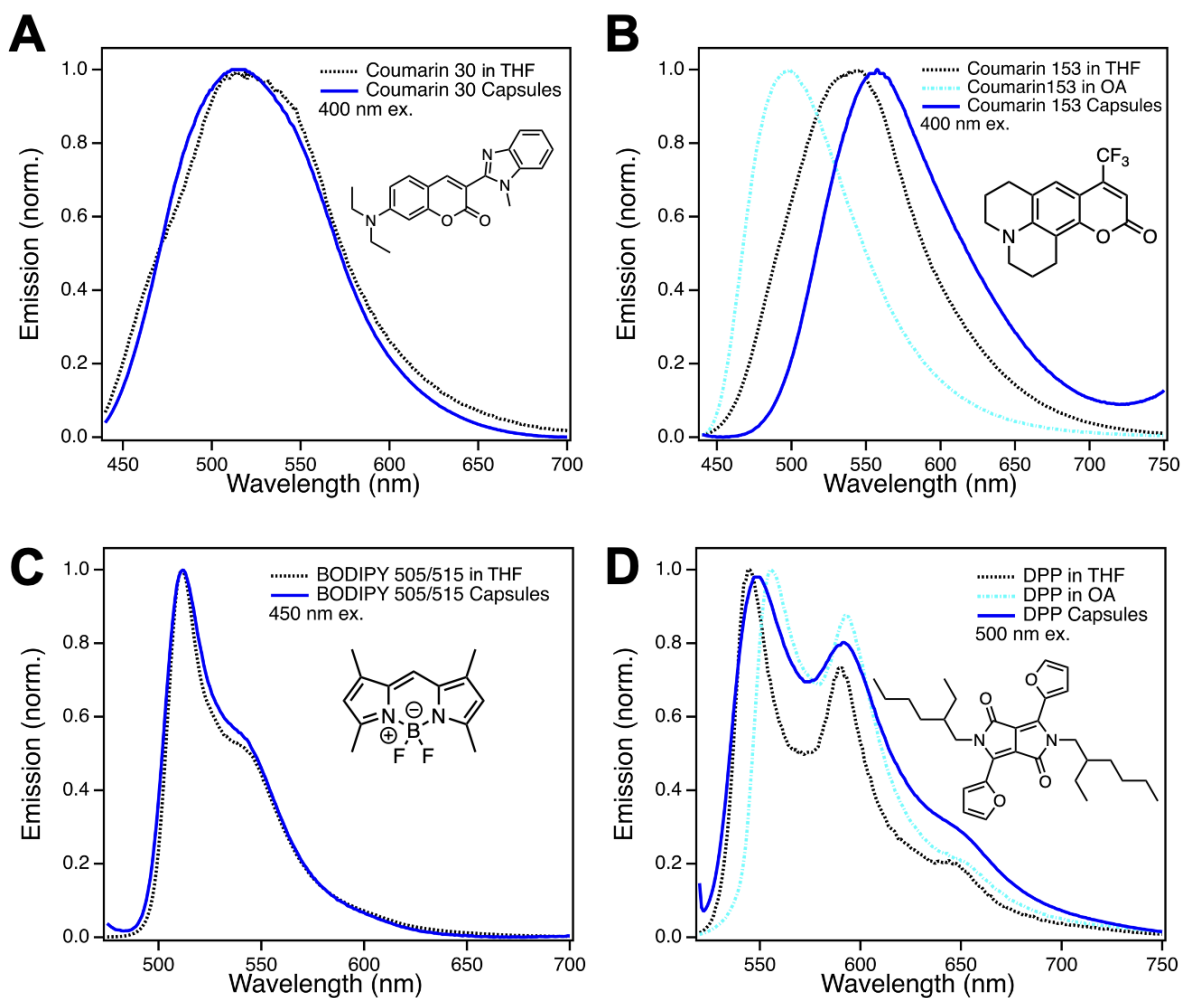 A
Emission (norm.)
1.0
0.8
0.6
0.4
0.2
0.0
450 500 550 600 650 700
Wavelength (nm)
Coumarin 30 in THF
Coumarin 30 Capsules
400 nm ex.
N
N
N
O O
B
Emission (norm.)
1.0
0.8
0.6
0.4
0.2
0.0
450 500 550 600 650 700 750
Wavelength (nm)
Coumarin 153 in THF
Coumarin153 in OA
Coumarin 153 Capsules
400 nm ex.
CF3
N O O
C
Emission (norm.)
1.0
0.8
0.6
0.4
0.2
0.0
500 550 600 650 700
Wavelength (nm)
BODIPY 505/515 in THF
BODIPY 505/515 Capsules
450 nm ex.
N ⊖ N
⊕ B
F F
D
Emission (norm.)
1.0
0.8
0.6
0.4
0.2
0.0
550 600 650 700 750
Wavelength (nm)
DPP in THF
DPP in OA
DPP Capsules
500 nm ex.
O
O
N N
O
O